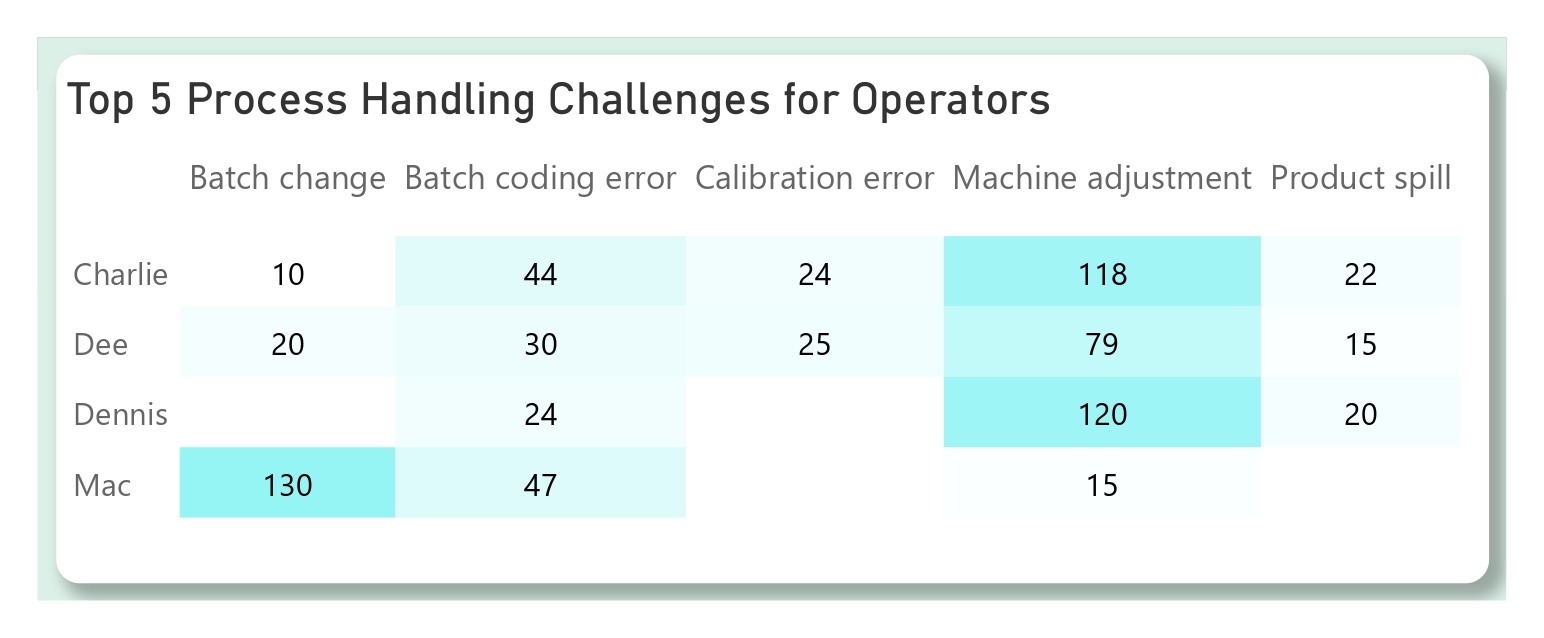 Top 5 Process Handling Challenges for Operators
Batch change Batch coding error Calibration error Machine adjustment Product spill
Charlie 10 44 24 118 22
Dee 20 30 25 79 15
Dennis 24 120 20
Mac 130 47 15